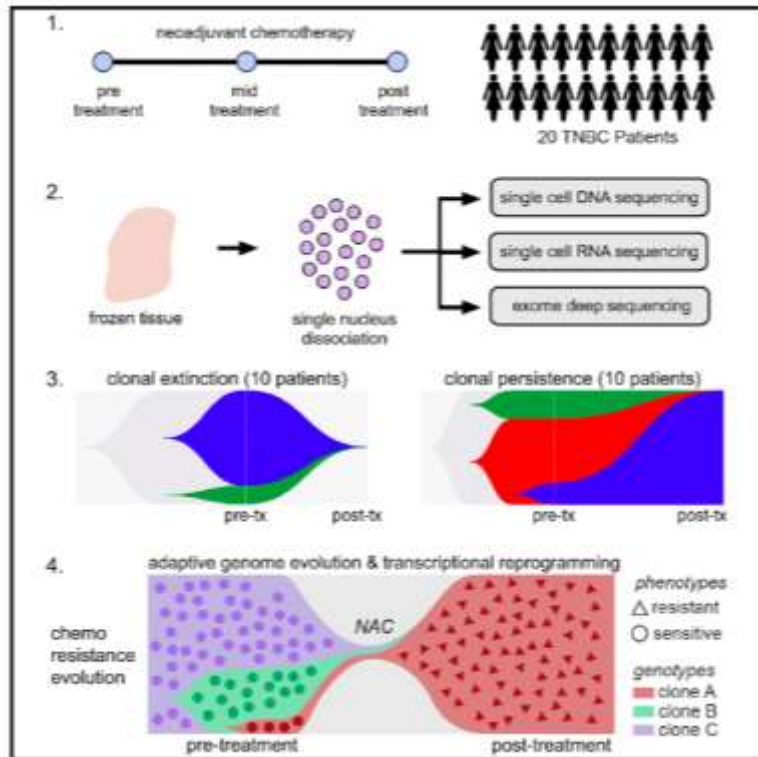 1.
neoadjuvant chemotherapy
pre
treatment
mid
treatment
post
treatment
20 TNBC Patients
2.
frozen tissue
single nucleus
dissociation
single cell DNA sequencing
single cell RNA sequencing
exome deep sequencing
3.
clonal extinction (10 patients)
pre-tx
post-tx
clonal persistence (10 patients)
pre-tx
post-tx
4.
adaptive genome evolution & transcriptional reprogramming
chemo
resistance
evolution
NAC
pre-treatment
post-treatment
phenotypes
resistant
sensitive
genotypes
clone A
clone B
clone C